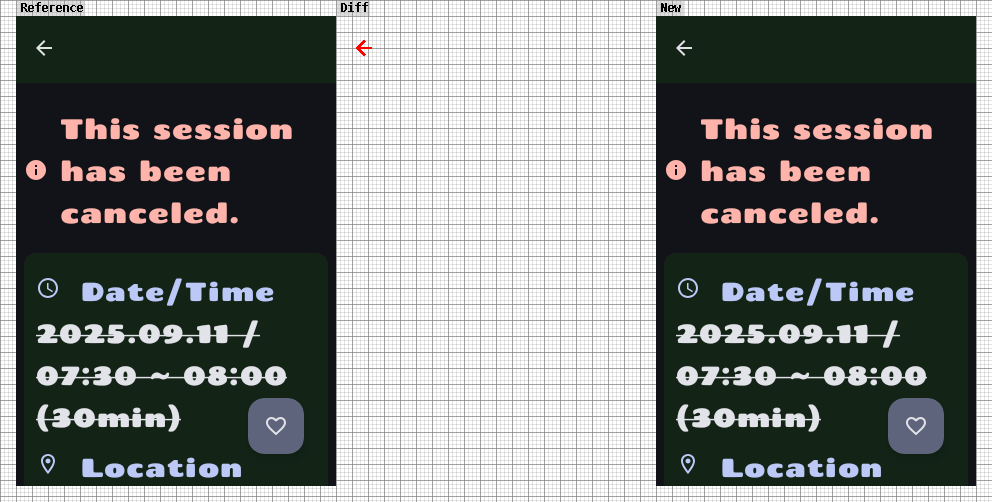 Reference
Diff
New
This session
has been
canceled.
Date/Time
2025.09.11 /
07:30 ~ 08:00
(30min)
Location
This session
has been
canceled.
Date/Time
2025.09.11 /
07:30 ~ 08:00
(30min)
Location